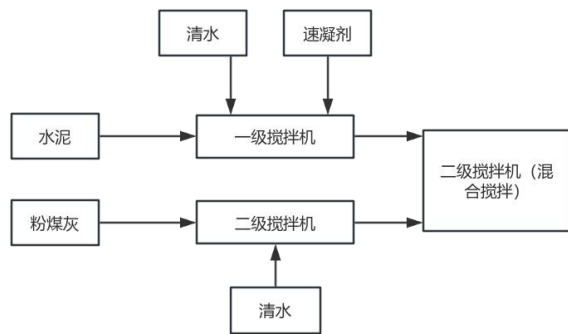 清水
速凝剂
水泥
一级搅拌机
二级搅拌机（混
合搅拌）
粉煤灰
二级搅拌机
清水